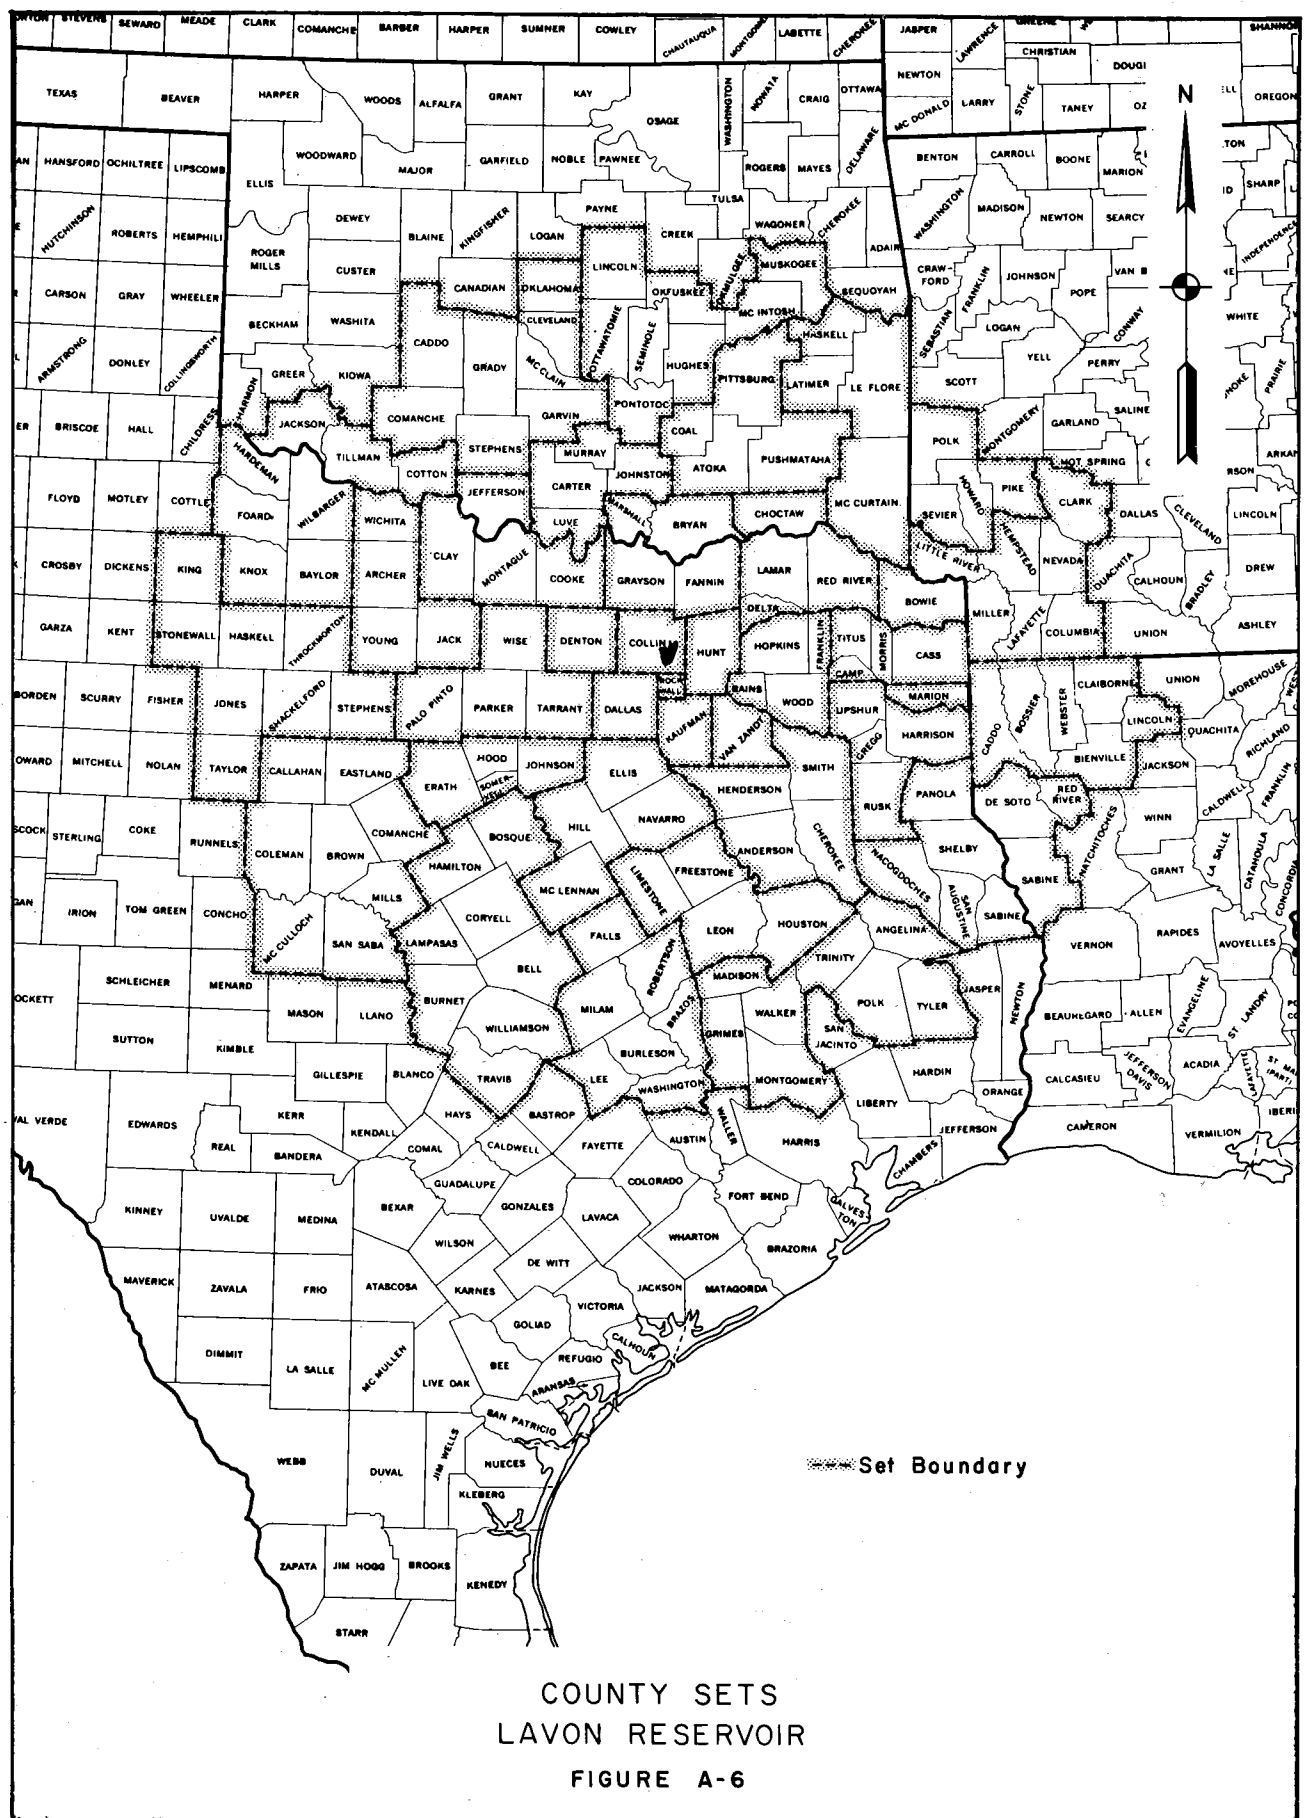 STEVENS SEWARD MEADE CLARK COMANCHE BARBER HARPER SUMNER COWLEY CHAUTAUQUA LABETTE CHEROKEE JASPER LAWRENCE GREENE SHANNON
CHRISTIAN
NEWTON
TEXAS BEAVER HARPER WOODS ALFALFA GRANT KAY OSAGE WASHINGTON NOWATA CRAIG OTTAWA MC DONALD LARRY STONE TANEY OREGON
N
WOODWARD MAJOR GARFIELD NOBLE PAWNEE ROGERS MAYES DELAWARE BENTON CARROLL BOONE MARION
HANSFORD OCHILTREE LIPSCOMB ELLIS
DEWEY BLAINE KINGFISHER LOGAN PAYNE CREEK TULSA WAGONER CHEROKEE ADAIR WASHINGTON MADISON NEWTON SEARCY SHARP
HUTCHINSON ROBERTS HEMPHILL INDEPENDENCE
ROGER
MILLS CUSTER CANADIAN OKLAHOMA LINCOLN OKFUSKEE OKMULGEE MUSKOGEE SEQUOYAH CRAW-
FORD FRANKLIN JOHNSON POPE VAN B
CARSON GRAY WHEELER BECKHAM WASHITA CADDO GRADY CLEVELAND MC CLAIN POTTAWATOMIE SEMINOLE HUGHES MC INTOSH HASKELL SEBASTIAN LOGAN CONWAY WHITE
ARMSTRONG DONLEY COLLINGSWORTH HARMON GREER KIOWA PITTSBURG LATIMER LE FLORE SCOTT YELL PERRY PRAIRIE
BRISCOE HALL CHILDRESS JACKSON COMANCHE STEPHENS GARVIN MURRAY PONTOTOC COAL POLK MONTGOMERY GARLAND SALINE
HARDEMAN TILLMAN COTTON JEFFERSON CARTER JOHNSTON ATOKA PUSHMATAHA HOT SPRING
FLOYD MOTLEY COTTLE FOARD WILBARGER WICHITA LUVE MARSHALL BRYAN CHOCTAW MC CURTAIN SEVIER HOWARD PIKE CLARK DALLAS CLEVELAND LINCOLN
CROSBY DICKENS KING KNOX BAYLOR ARCHER CLAY MONTAGUE COOKE GRAYSON FANNIN LAMAR RED RIVER BOWIE LITTLE RIVER HEMPSTEAD NEVADA OUACHITA CALHOUN BRADLEY DREW
GARZA KENT STONEWALL HASKELL THROCKMORTON YOUNG JACK WISE DENTON COLLIN HUNT DELTA HOPKINS FRANKLIN TITUS MORRIS CASS MILLER LAFAYETTE COLUMBIA UNION ASHLEY
ROCK
WALL RAINS WOOD CAMP UPSHUR MARION
BORDEN SCURRY FISHER JONES SHACKELFORD STEPHENS PALO PINTO PARKER TARRANT DALLAS KAUFMAN VAN ZANDT GREGG HARRISON CADDO BOSSIER WEBSTER CLAIBORNE LINCOLN UNION MOREHOUSE OUACHITA RICHLAND
MITCHELL NOLAN TAYLOR CALLAHAN EASTLAND ERATH HOOD SOMER-
VELL JOHNSON ELLIS HENDERSON SMITH RUSK PANOLA DE SOTO RED
RIVER BIENVILLE JACKSON CALDWELL FRANKLIN
STERLING COKE RUNNELS COLEMAN BROWN COMANCHE HAMILTON BOSQUE HILL NAVARRO ANDERSON CHEROKEE NACOGDOCHES SHELBY SABINE NATCHITOCHES WINN GRANT LA SALLE CATAHOULA CONCORDIA
IRION TOM GREEN CONCHO MC CULLOCH MILLS SAN SABA LAMPASAS CORYELL MC LENNAN LIMESTONE FREESTONE LEON HOUSTON ANGELINA SAN
AUGUSTINE SABINE VERNON RAPIDES AVOYELLES
SCHLEICHER MENARD MASON LLANO BURNET BELL FALLS MILAM ROBERTSON BRAZOS MADISON WALKER TRINITY POLK TYLER JASPER NEWTON BEAUREGARD ALLEN EVANGELINE ST LANDRY
SUTTON KIMBLE GILLESPIE BLANCO WILLIAMSON TRAVIS LEE BURLESON WASHINGTON GRIMES MONTGOMERY SAN
JACINTO HARDIN ORANGE CALCASIEU JEFFERSON
DAVIS ACADIA LAFAYETTE
VAL VERDE EDWARDS REAL KERR BANDERA KENDALL HAYS COMAL CALDWELL BASTROP FAYETTE AUSTIN WALLER HARRIS LIBERTY CHAMBERS JEFFERSON CAMERON VERMILION
KINNEY UVALDE MEDINA BEXAR GUADALUPE GONZALES LAVACA COLORADO FORT BEND GALVES-
TON
WILSON DE WITT WHARTON BRAZORIA
MAVERICK ZAVALA FRIO ATASCOSA KARNES VICTORIA JACKSON MATAGORDA
DIMMIT LA SALLE MC MULLEN LIVE OAK BEE GOLIAD REFUGIO CALHOUN ARANSAS
SAN PATRICIO
WEBB DUVAL JIM WELLS NUECES
KLEBERG
Set Boundary
ZAPATA JIM HOGG BROOKS KENEDY
STARR
COUNTY SETS
LAVON RESERVOIR
FIGURE A-6